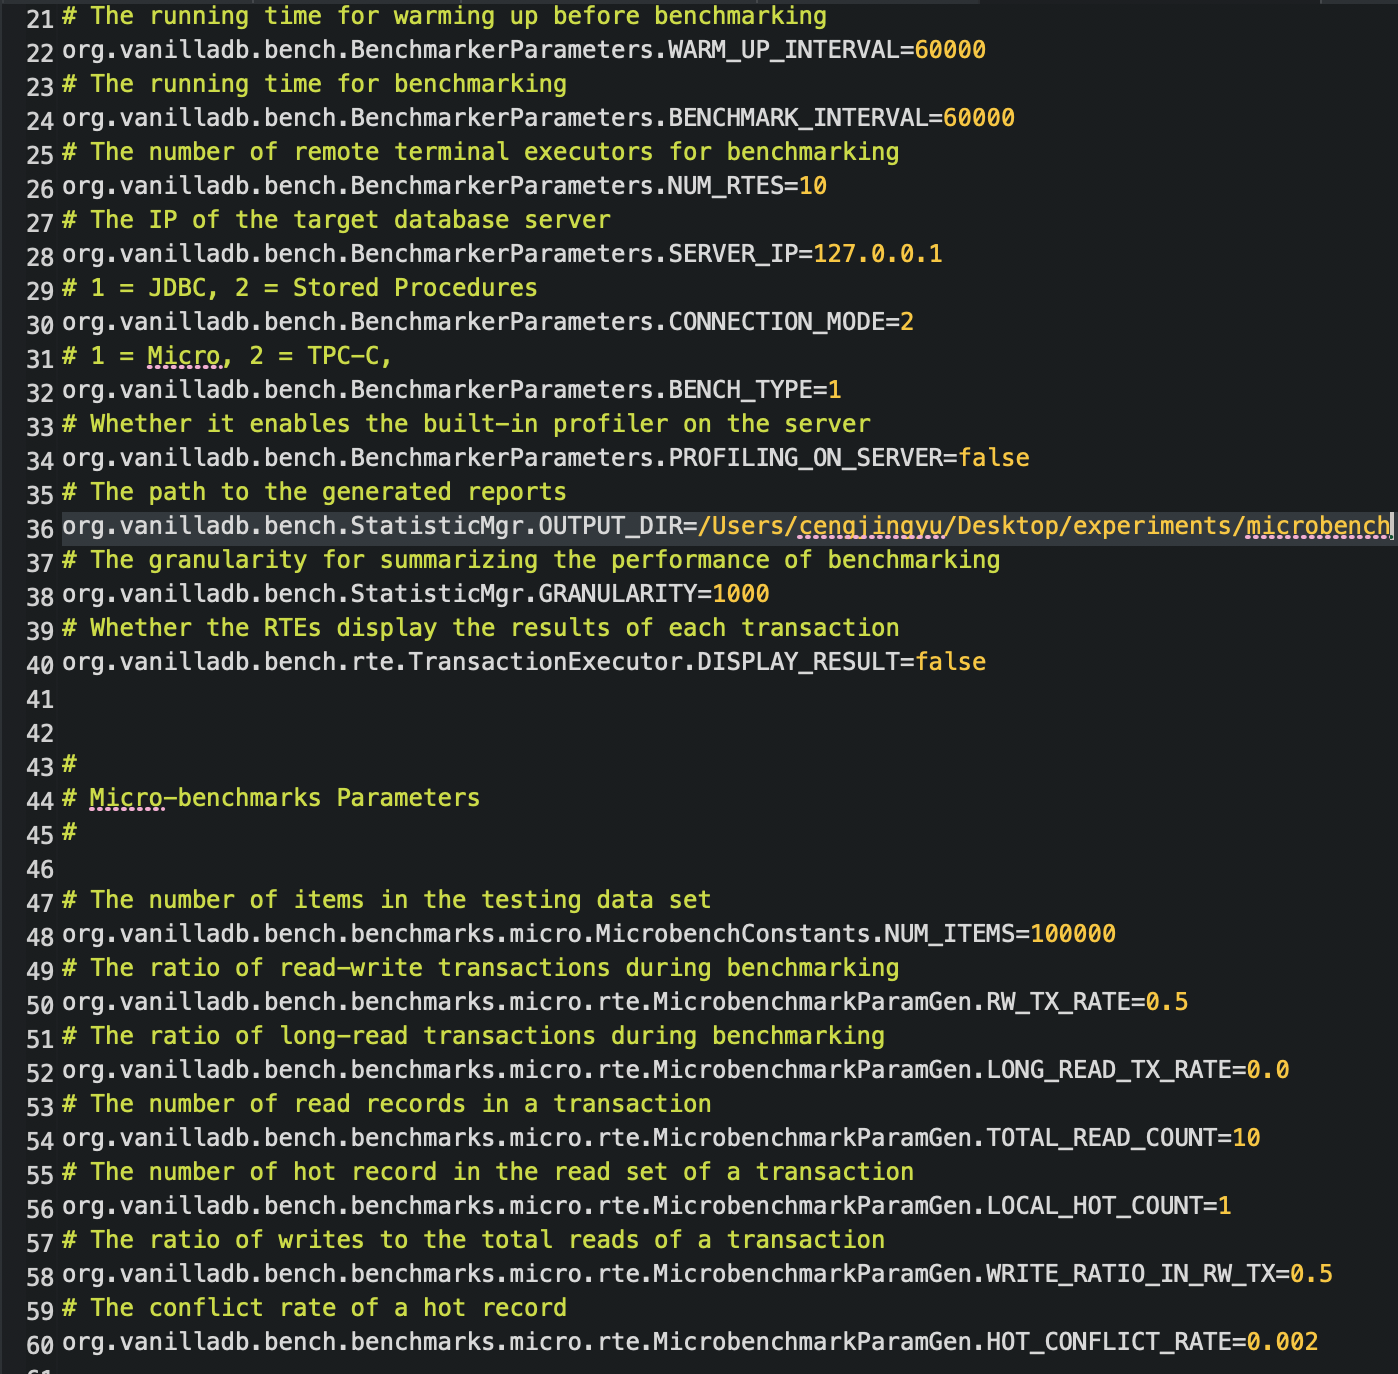 21 # The running time for warming up before benchmarking
22 org.vanilladb.bench.BenchmarkerParameters.WARM_UP_INTERVAL=60000
23 # The running time for benchmarking
24 org.vanilladb.bench.BenchmarkerParameters.BENCHMARK_INTERVAL=60000
25 # The number of remote terminal executors for benchmarking
26 org.vanilladb.bench.BenchmarkerParameters.NUM_RTES=10
27 # The IP of the target database server
28 org.vanilladb.bench.BenchmarkerParameters.SERVER_IP=127.0.0.1
29 # 1 = JDBC, 2 = Stored Procedures
30 org.vanilladb.bench.BenchmarkerParameters.CONNECTION_MODE=2
31 # 1 = Micro, 2 = TPC-C,
32 org.vanilladb.bench.BenchmarkerParameters.BENCH_TYPE=1
33 # Whether it enables the built-in profiler on the server
34 org.vanilladb.bench.BenchmarkerParameters.PROFILING_ON_SERVER=false
35 # The path to the generated reports
36 org.vanilladb.bench.StatisticMgr.OUTPUT_DIR=/Users/cengjingyu/Desktop/experiments/microbench
37 # The granularity for summarizing the performance of benchmarking
38 org.vanilladb.bench.StatisticMgr.GRANULARITY=1000
39 # Whether the RTEs display the results of each transaction
40 org.vanilladb.bench.rte.TransactionExecutor.DISPLAY_RESULT=false
41
42
43 #
44 # Micro-benchmarks Parameters
45 #
46
47 # The number of items in the testing data set
48 org.vanilladb.bench.benchmarks.micro.MicrobenchConstants.NUM_ITEMS=100000
49 # The ratio of read-write transactions during benchmarking
50 org.vanilladb.bench.benchmarks.micro.rte.MicrobenchmarkParamGen.RW_TX_RATE=0.5
51 # The ratio of long-read transactions during benchmarking
52 org.vanilladb.bench.benchmarks.micro.rte.MicrobenchmarkParamGen.LONG_READ_TX_RATE=0.0
53 # The number of read records in a transaction
54 org.vanilladb.bench.benchmarks.micro.rte.MicrobenchmarkParamGen.TOTAL_READ_COUNT=10
55 # The number of hot record in the read set of a transaction
56 org.vanilladb.bench.benchmarks.micro.rte.MicrobenchmarkParamGen.LOCAL_HOT_COUNT=1
57 # The ratio of writes to the total reads of a transaction
58 org.vanilladb.bench.benchmarks.micro.rte.MicrobenchmarkParamGen.WRITE_RATIO_IN_RW_TX=0.5
59 # The conflict rate of a hot record
60 org.vanilladb.bench.benchmarks.micro.rte.MicrobenchmarkParamGen.HOT_CONFLICT_RATE=0.002